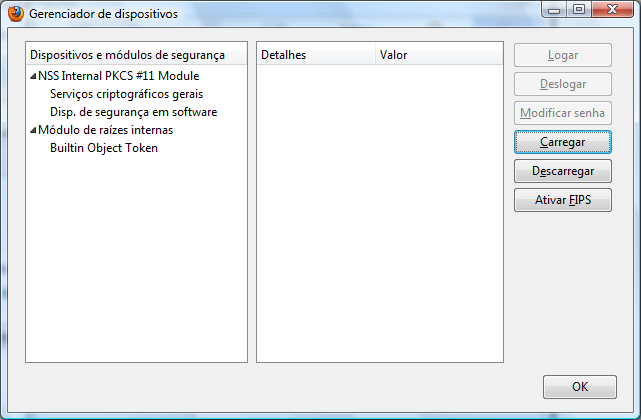 Gerenciador de dispositivos
Dispositivos e módulos de segurança
NSS Internal PKCS #11 Module
Serviços criptográficos gerais
Disp. de segurança em software
Módulo de raízes internas
Builtin Object Token
Detalhes Valor
Logar
Deslogar
Modificar senha
Carregar
Descarregar
Ativar FIPS
OK